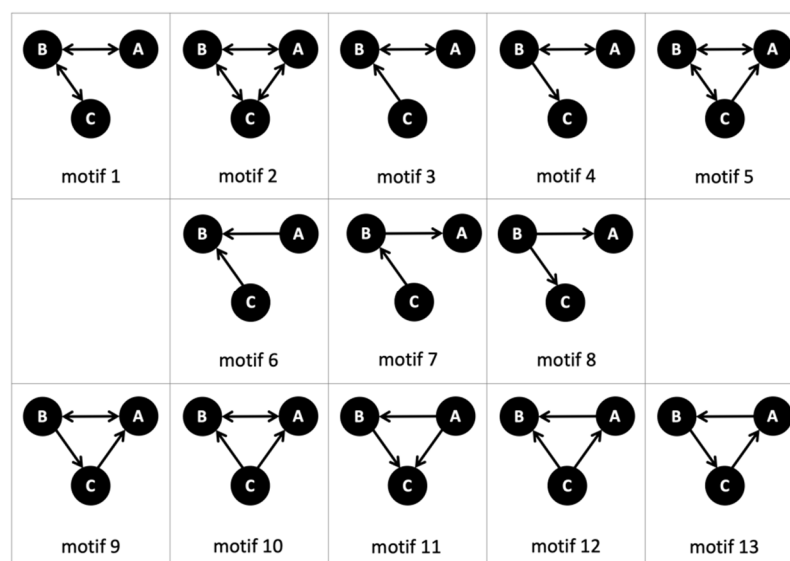 B A B A B A B A B A
C C C C C
motif 1 motif 2 motif 3 motif 4 motif 5
B A B A B A
C C C
motif 6 motif 7 motif 8
B A B A B A B A B A
C C C C C
motif 9 motif 10 motif 11 motif 12 motif 13